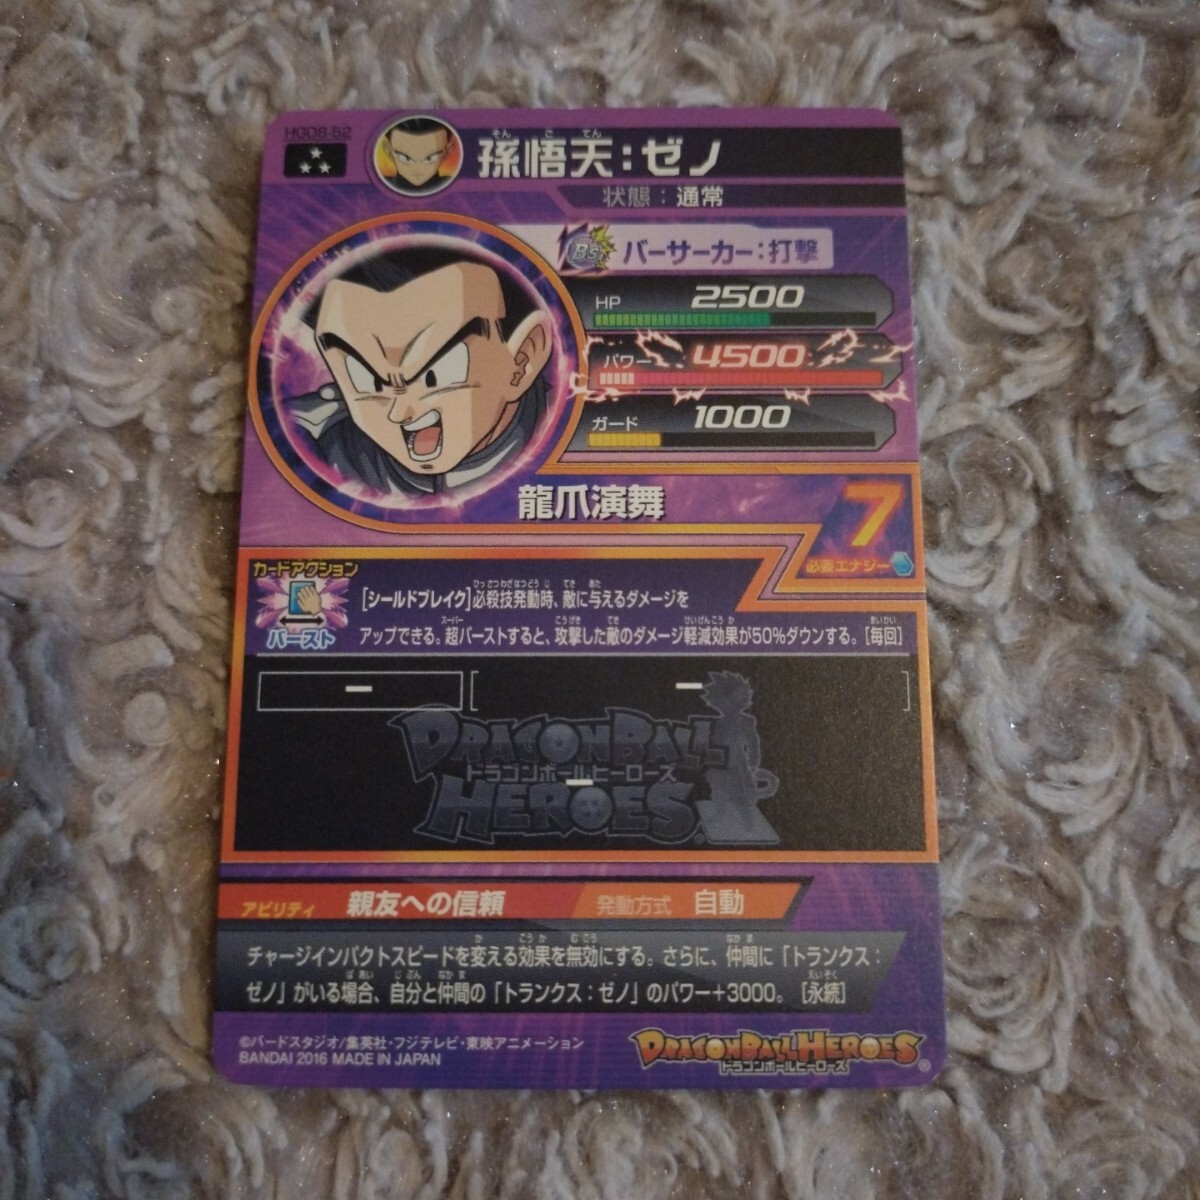 HGD8-52
孫悟天:ゼノ
そん ご てん
状態:通常
Bs バーサーカー:打撃
HP 2500
パワー 4500
ガード 1000
龍爪演舞
7
必要エナジー
カードアクション
バースト
[シールドブレイク]必殺技発動時、敵に与えるダメージを
アップできる。超バーストすると、攻撃した敵のダメージ軽減効果が50%ダウンする。[毎回]
DRAGON BALL
ドラゴンボールヒーローズ
HEROES
アビリティ 親友への信頼 発動方式 自動
チャージインパクトスピードを変える効果を無効にする。さらに、仲間に「トランクス:
ゼノ」がいる場合、自分と仲間の「トランクス:ゼノ」のパワー+3000。[永続]
©バードスタジオ/集英社・フジテレビ・東映アニメーション
BANDAI 2016 MADE IN JAPAN
DRAGON BALL HEROES
ドラゴンボールヒーローズ